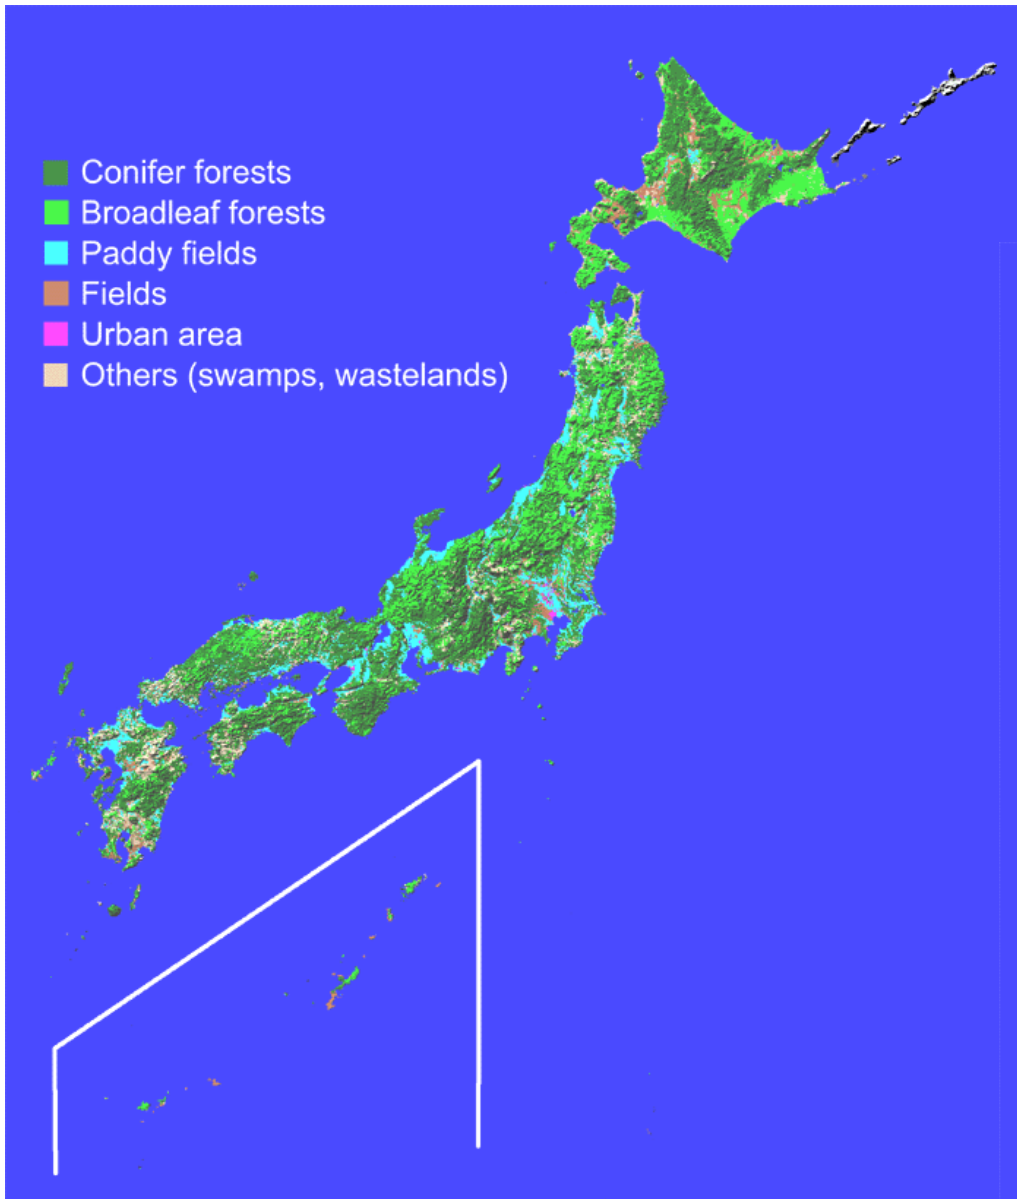 Conifer forests
Broadleaf forests
Paddy fields
Fields
Urban area
Others (swamps, wastelands)